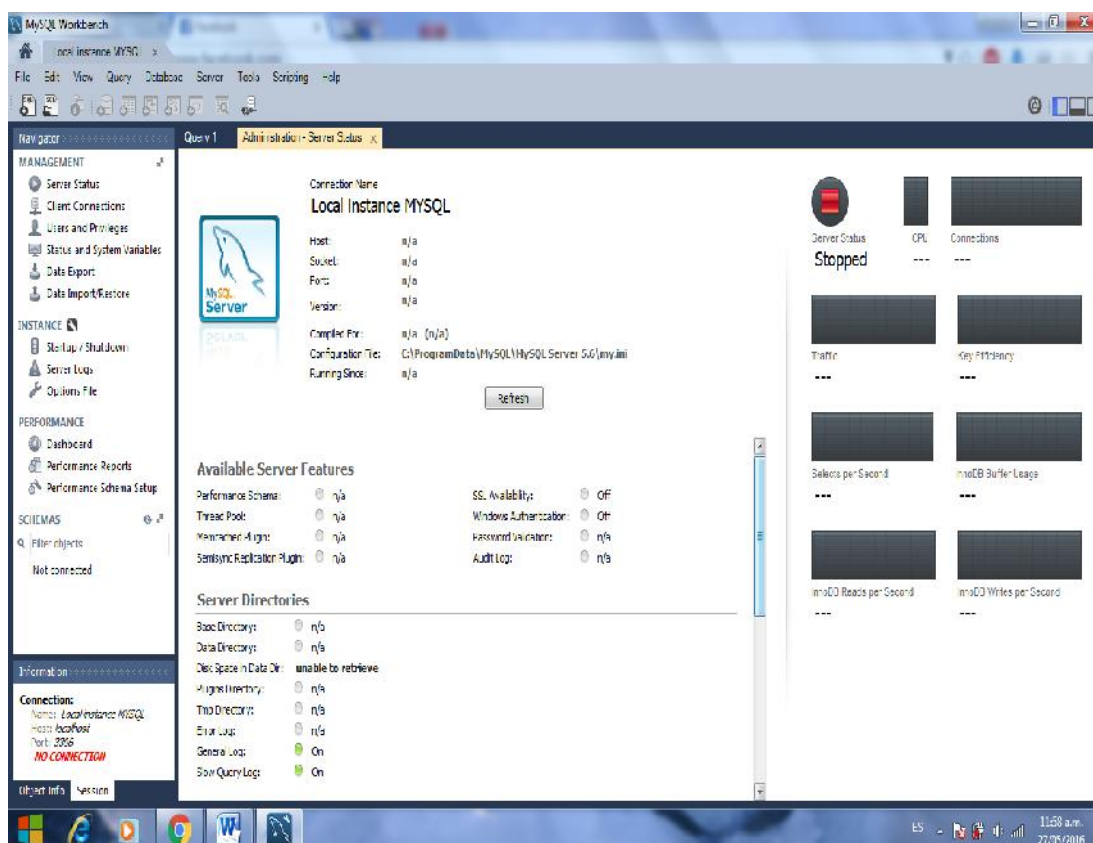 MySQL Workbench
Local instance MYSQL x
File Edit View Query Database Server Tools Scripting Help
Navigator
Query 1
Administration - Server Status x
MANAGEMENT
Server Status
Client Connections
Users and Privileges
Status and System Variables
Data Export
Data Import/Restore
INSTANCE
Startup / Shutdown
Server Logs
Options File
PERFORMANCE
Dashboard
Performance Reports
Performance Schema Setup
SCHEMAS
Filter objects
Not connected
Information
Connection:
Name: Local instance MYSQL
Host: localhost
Port:
NO CONNECTION
Object Info Session
Connection Name
Local Instance MYSQL
MySQL
Server
Host: n/a
Socket: n/a
Port: n/a
Version: n/a
Compiled For: n/a (n/a)
Configuration File: C:\ProgramData\MySQL\MySQL Server 5.6\my.ini
Running Since: n/a
Refresh
Available Server Features
Performance Schema: n/a
Thread Pool: n/a
Memcached Plugin: n/a
Semisync Replication Plugin: n/a
SSL Availability: Off
Windows Authentication: Off
Password Validation: n/a
Audit Log: n/a
Server Directories
Base Directory: n/a
Data Directory: n/a
Disk Space in Data Dir: unable to retrieve
Plugins Directory: n/a
Tmp Directory: n/a
Error Log: n/a
General Log: On
Slow Query Log: On
Server Status
Stopped
CPU
---
Connections
---
Traffic
---
Key Efficiency
---
Selects per Second
---
InnoDB Buffer Usage
---
InnoDB Reads per Second
---
InnoDB Writes per Second
---
ES
11:58 a.m.
27/05/2016